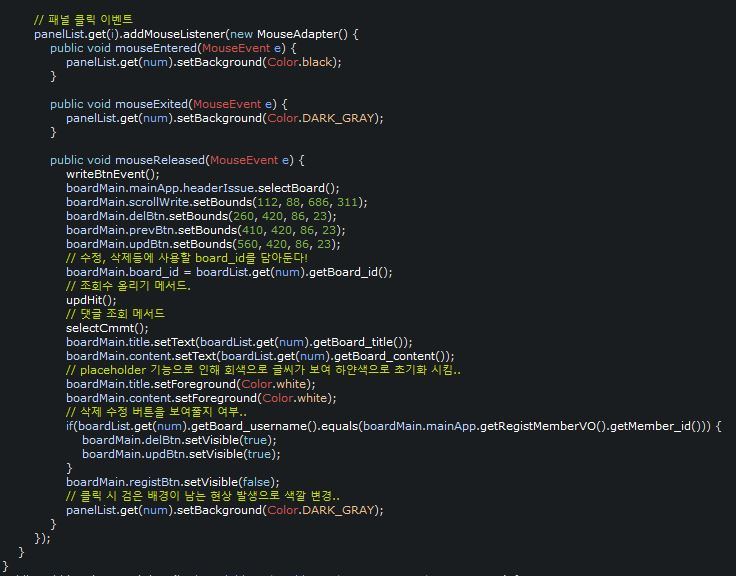 // 패널 클릭 이벤트
panelList.get(i).addMouseListener(new MouseAdapter() {
public void mouseEntered(MouseEvent e) {
panelList.get(num).setBackground(Color.black);
}
public void mouseExited(MouseEvent e) {
panelList.get(num).setBackground(Color.DARK_GRAY);
}
public void mouseReleased(MouseEvent e) {
writeBtnEvent();
boardMain.mainApp.headerIssue.selectBoard();
boardMain.scrollWrite.setBounds(112, 88, 686, 311);
boardMain.delBtn.setBounds(260, 420, 86, 23);
boardMain.prevBtn.setBounds(410, 420, 86, 23);
boardMain.updBtn.setBounds(560, 420, 86, 23);
// 수정, 삭제등에 사용할 board_id를 담아둔다!
boardMain.board_id = boardList.get(num).getBoard_id();
// 조회수 올리기 메서드.
updHit();
// 댓글 조회 메서드
selectCmmt();
boardMain.title.setText(boardList.get(num).getBoard_title());
boardMain.content.setText(boardList.get(num).getBoard_content());
// placeholder 기능으로 인해 회색으로 글씨가 보여 하얀색으로 초기화 시킴..
boardMain.title.setForeground(Color.white);
boardMain.content.setForeground(Color.white);
// 삭제 수정 버튼을 보여줄지 여부..
if(boardList.get(num).getBoard_username().equals(boardMain.mainApp.getRegistMemberVO().getMember_id())) {
boardMain.delBtn.setVisible(true);
boardMain.updBtn.setVisible(true);
}
boardMain.registBtn.setVisible(false);
// 클릭 시 검은 배경이 남는 현상 발생으로 색깔 변경..
panelList.get(num).setBackground(Color.DARK_GRAY);
}
});
}
}